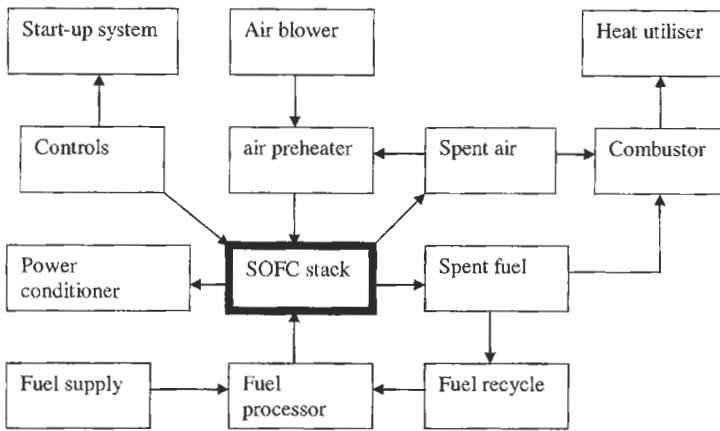 Start-up system
Air blower
Heat utiliser
Controls
air preheater
Spent air
Combustor
Power
conditioner
SOFC stack
Spent fuel
Fuel supply
Fuel
processor
Fuel recycle